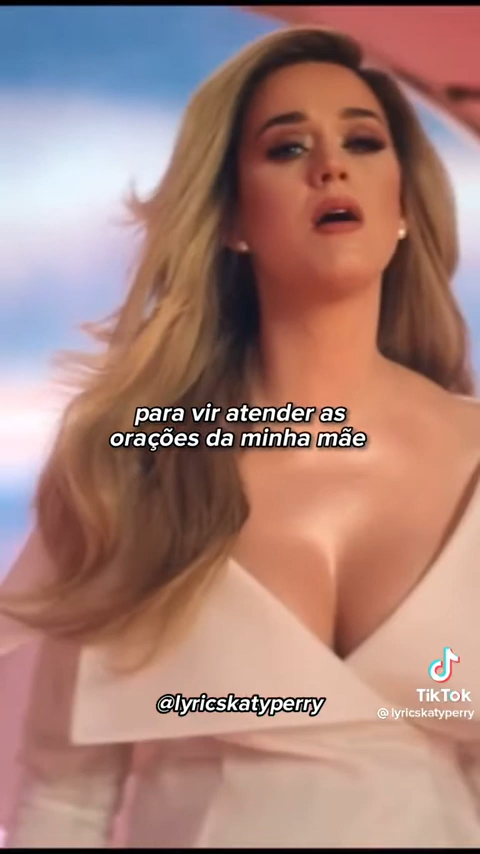 para vir atender as
orações da minha mãe
@lyricskatyperry
TikTok
@lyricskatyperry